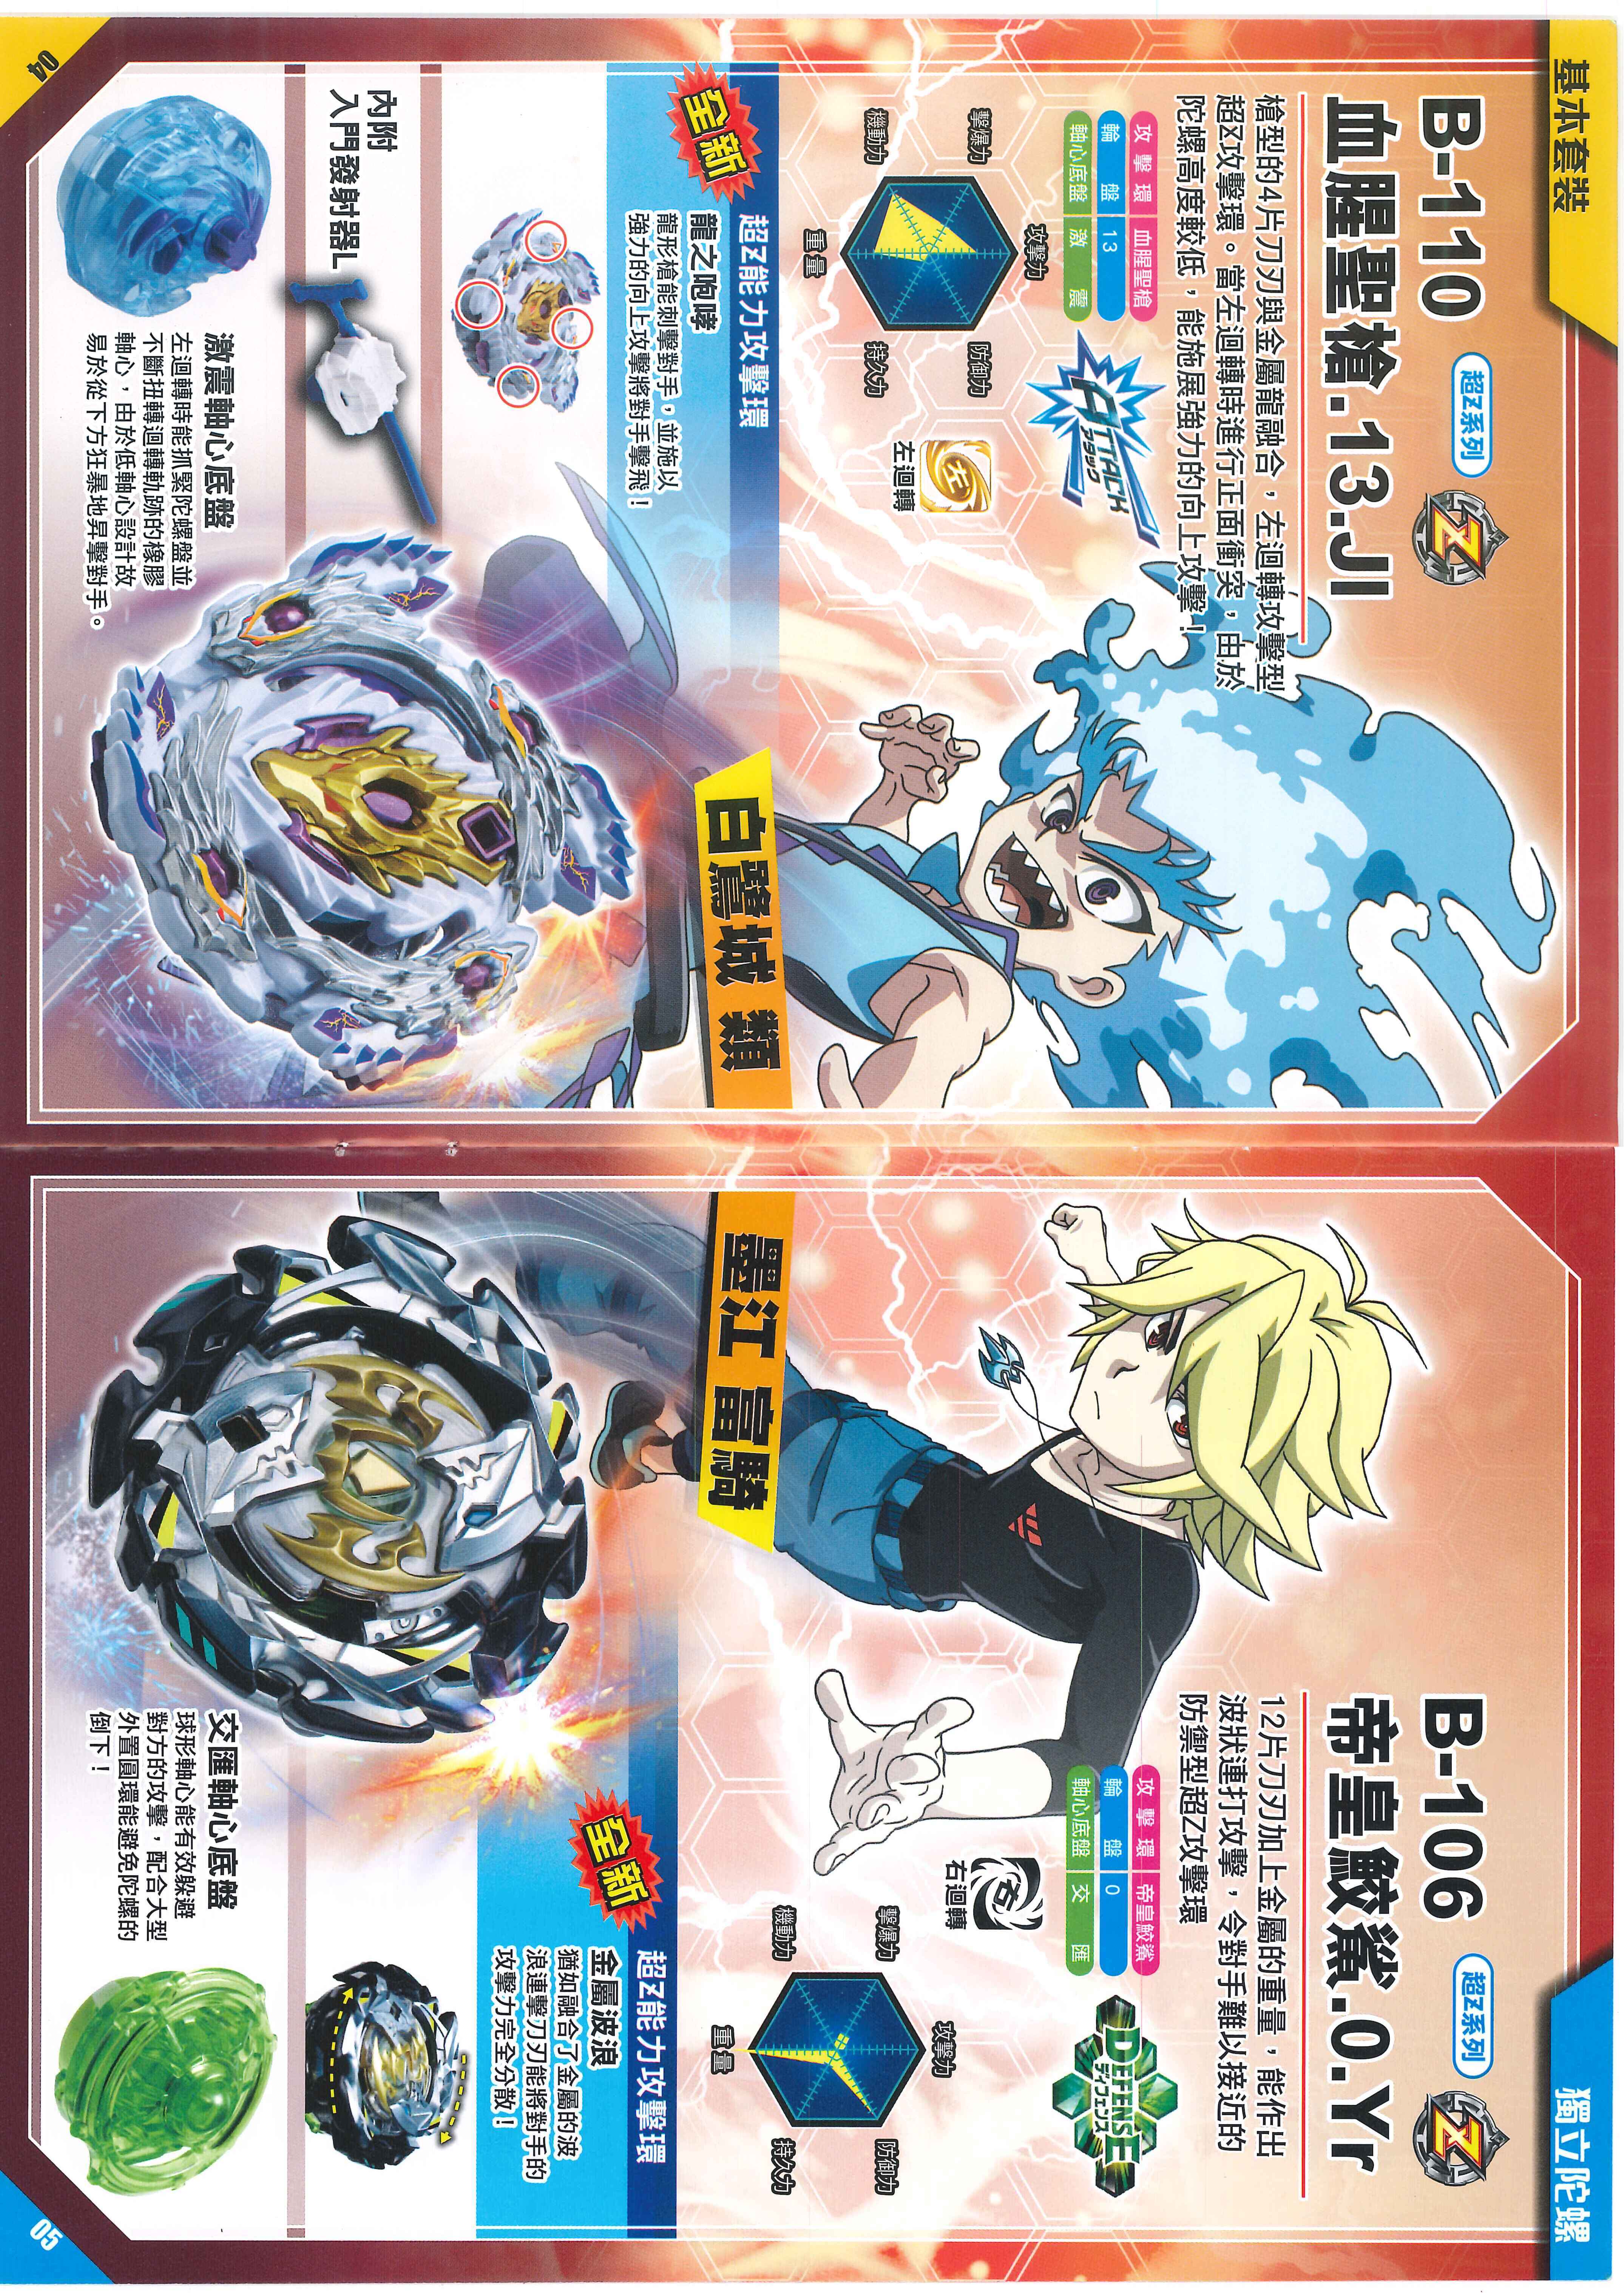 基本套裝
B-110
超Z系列
Z
血腥聖槍.13.Jl
槍型的4片刀刃與金屬龍融合，左迴轉攻擊型
超Z攻擊環。當左迴轉時進行正面衝突，由於
陀螺高度較低，能施展強力的向上攻擊！
攻擊環 血腥聖槍
輪盤 13
軸心底盤 激震
ATTACK
アタック
攻擊力
擊爆力
防御力
機動力
持久力
重量
左
左迴轉
白鷺城 類
全新
超Z能力攻擊環
龍之咆哮
龍形槍能刺擊對手，並施以
強力的向上攻擊將對手擊飛！
內附
入門發射器L
激震軸心底盤
左迴轉時能抓緊陀螺盤並
不斷扭轉迴轉軌跡的橡膠
軸心，由於低軸心設計故
易於從下方狂暴地昇擊對手。
04
獨立陀螺
B-106
超Z系列
Z
帝皇鮫鯊.0.Yr
12片刀刃加上金屬的重量，能作出
波狀連打攻擊，令對手難以接近的
防禦型超Z攻擊環
攻擊環 帝皇鮫鯊
輪盤 0
軸心底盤 交匯
DEFENSE
ディフェンス
右
右迴轉
攻擊力
擊爆力
防御力
機動力
持久力
重量
墨江 富騎
全新
超Z能力攻擊環
金屬波浪
猶如融合了金屬的波
浪連擊刀刃能將對手的
攻擊力完全分散！
交匯軸心底盤
球形軸心能有效躲避
對方的攻擊，配合大型
外置圓環能避免陀螺的
倒下！
05